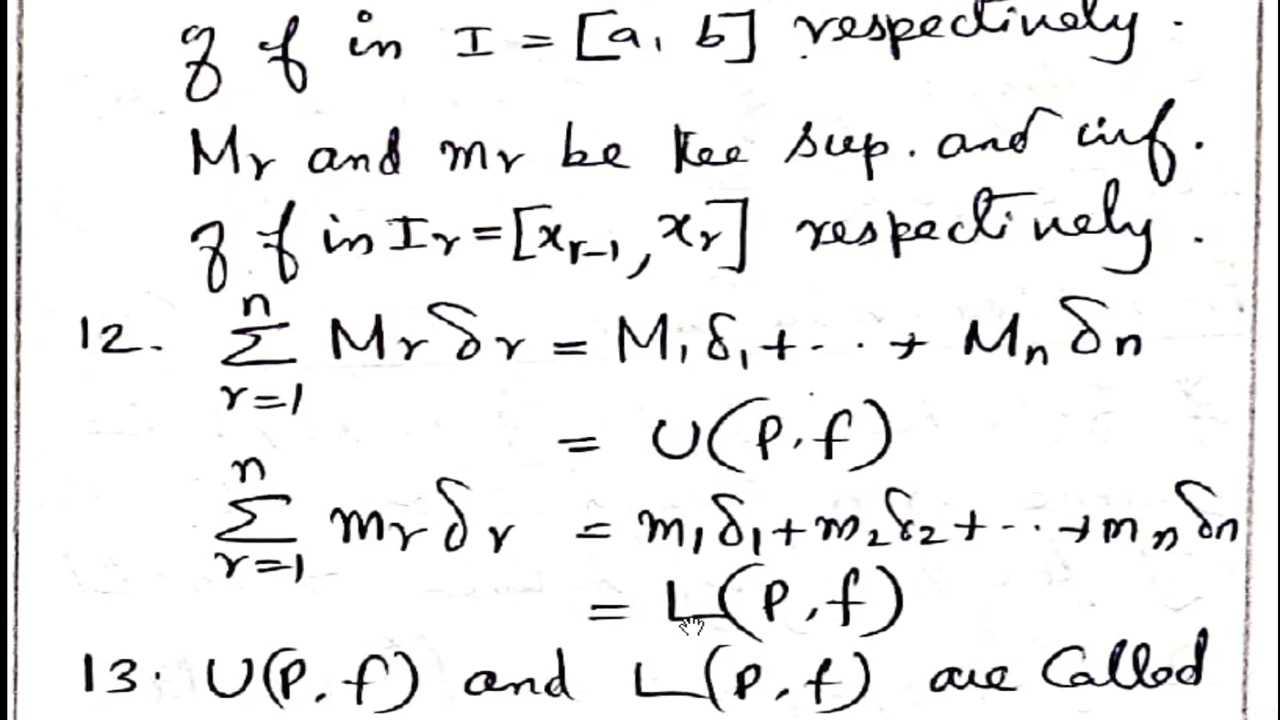 of f in I = [a, b] respectively.
Mr and mr be the sup. and inf.
of f in Ir = [xr-1, xr] respectively.
12. n∑r=1 Mr δr = M1 δ1 + ... + Mn δn
= U(P, f)
n∑r=1 mr δr = m1 δ1 + m2 δ2 + ... + mn δn
= L(P, f)
13. U(P, f) and L(P, f) are called